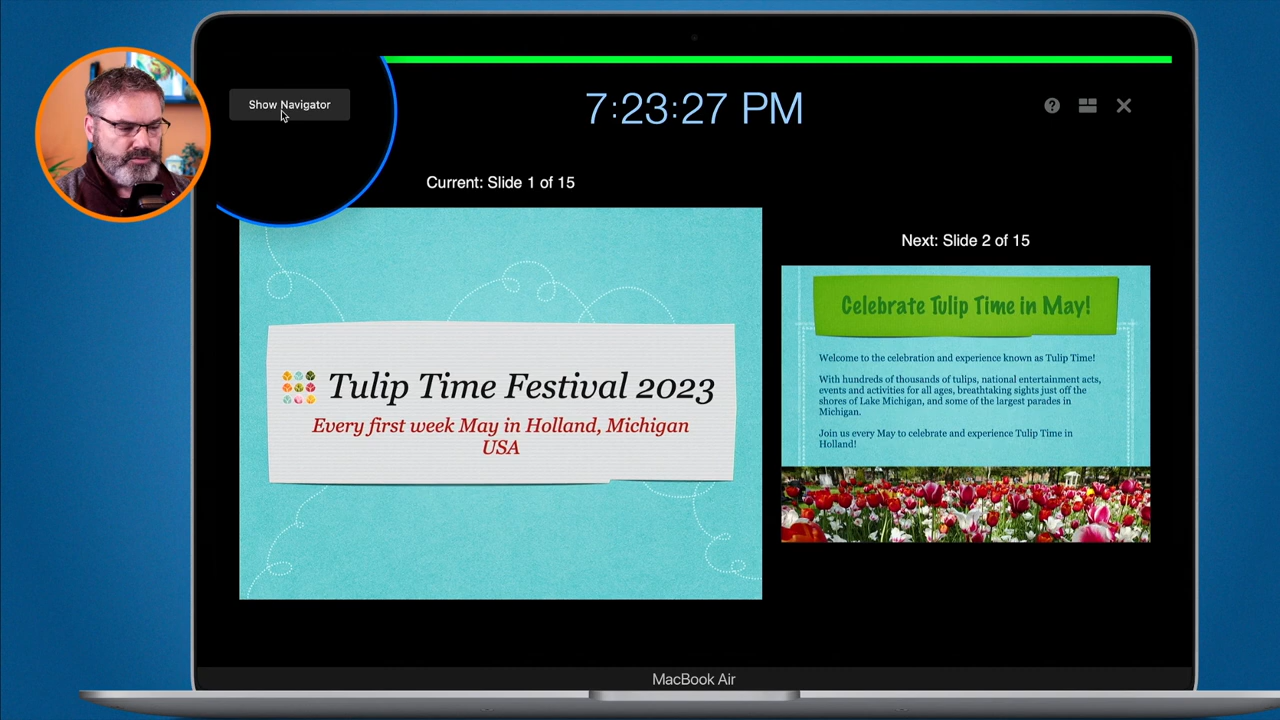 Show Navigator
7:23:27 PM
Current: Slide 1 of 15
Next: Slide 2 of 15
Tulip Time Festival 2023
Every first week May in Holland, Michigan
USA
Celebrate Tulip Time in May!
Welcome to the celebration and experience known as Tulip Time!
With hundreds of thousands of tulips, national entertainment acts,
events and activities for all ages, breathtaking sights just off the
shores of Lake Michigan, and some of the largest parades in
Michigan.
Join us every May to celebrate and experience Tulip Time in
Holland!
MacBook Air